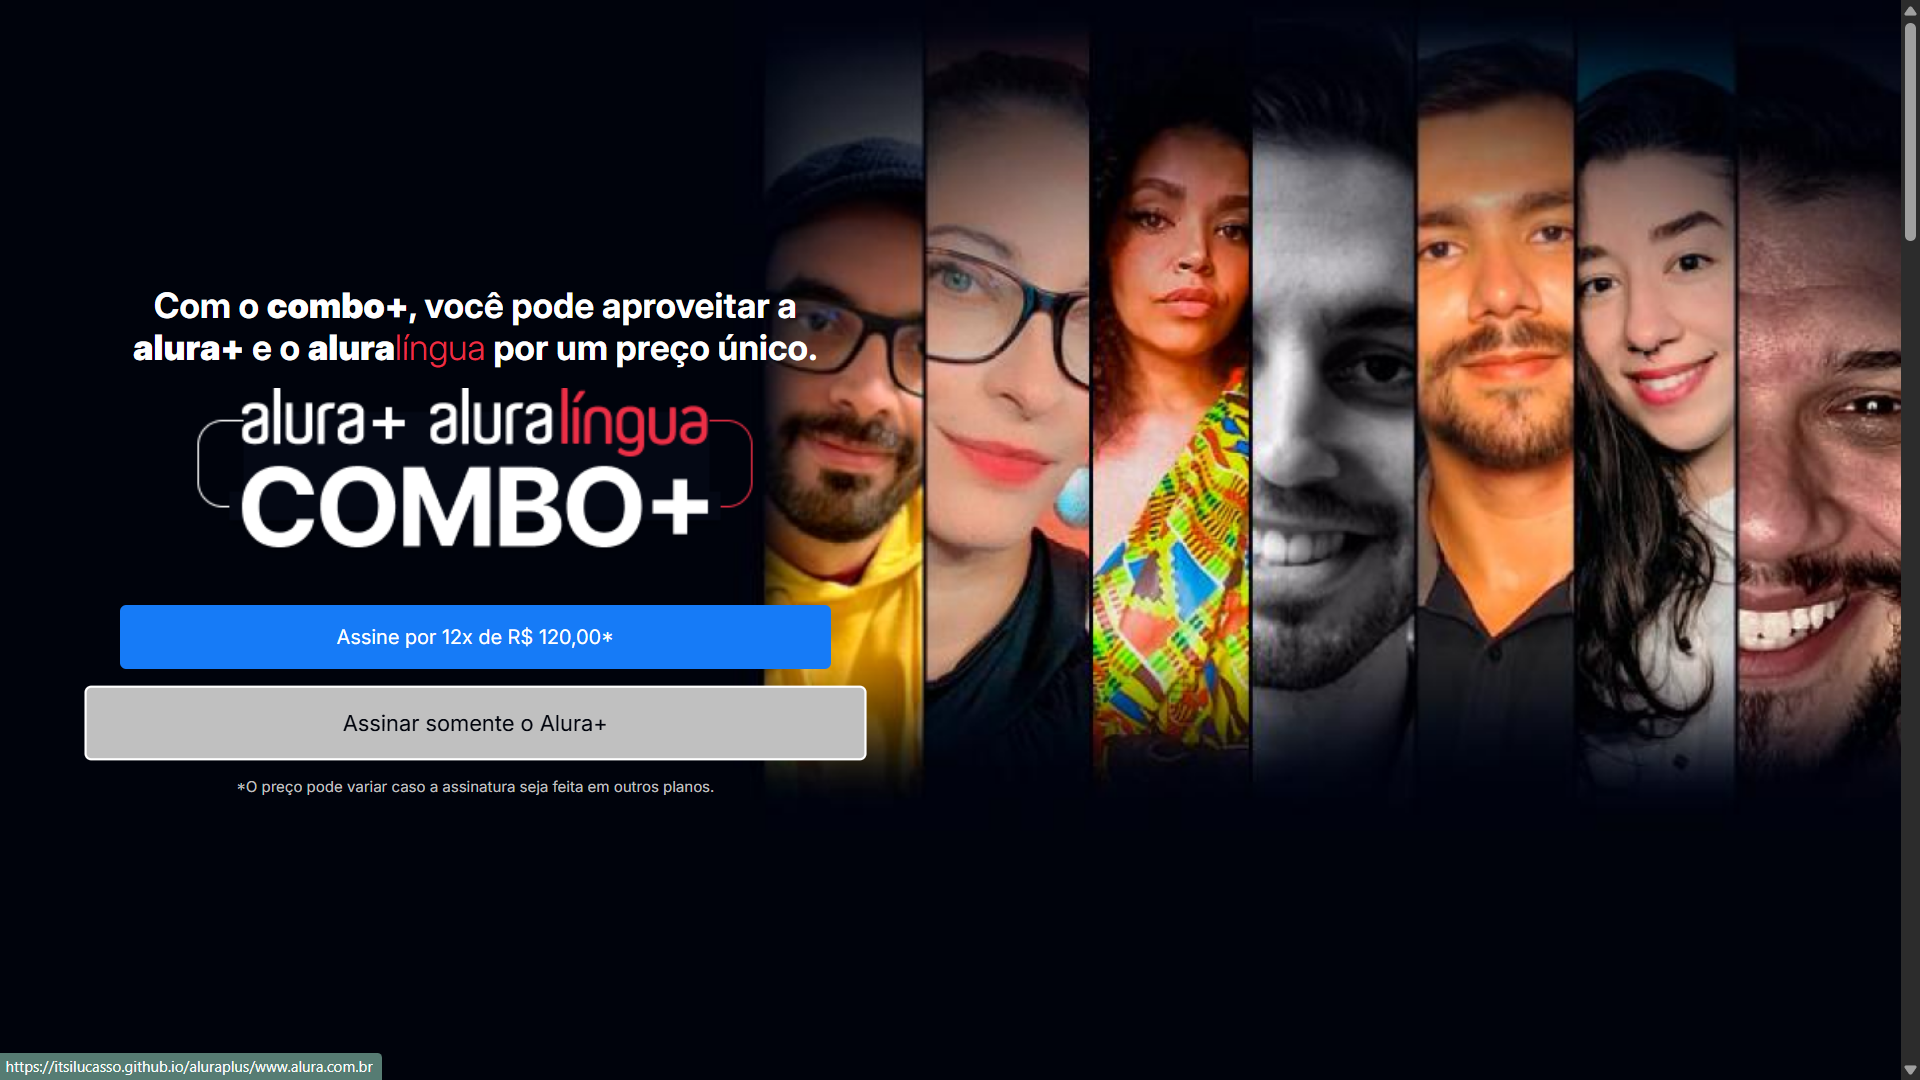 Com o combo+, você pode aproveitar a
alura+ e o aluralíngua por um preço único.
alura+ aluralíngua
COMBO+
Assine por 12x de R$ 120,00*
Assinar somente o Alura+
*O preço pode variar caso a assinatura seja feita em outros planos.
https://itsilucasso.github.io/aluraplus/www.alura.com.br